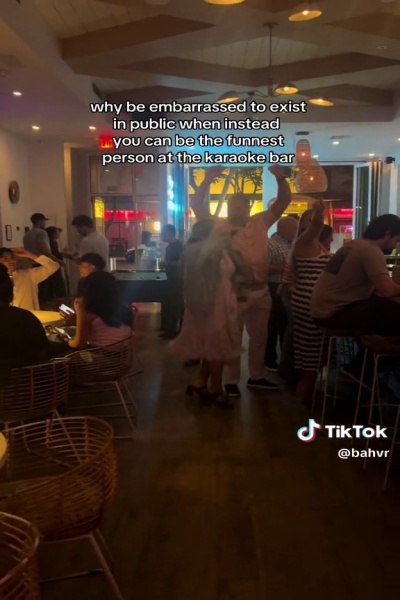 why be embarrassed to exist
in public when instead
you can be the funnest
person at the karaoke bar
TikTok
@bahvr